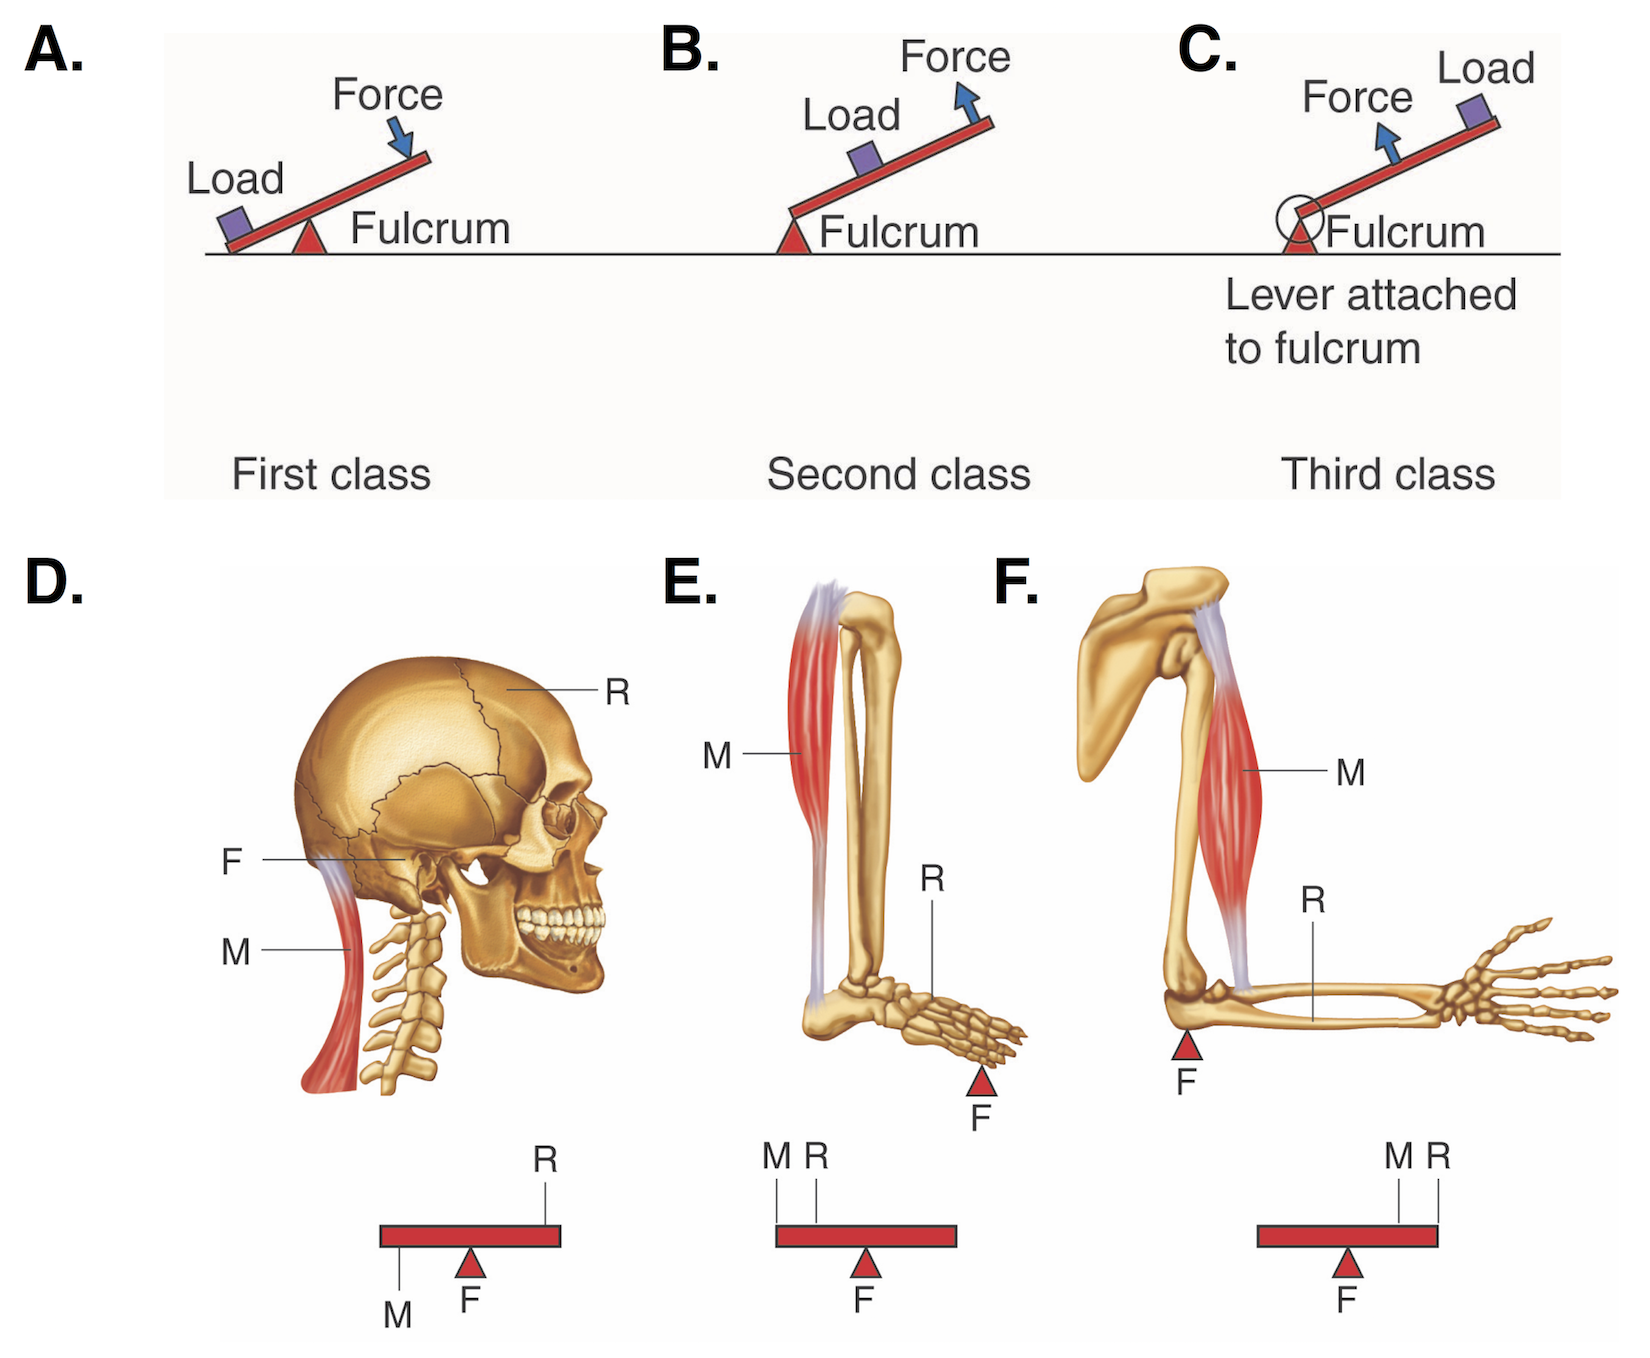 A.
B.
C.
Force
Load
Fulcrum
Force
Load
Fulcrum
Force
Load
Fulcrum
Lever attached
to fulcrum
First class
Second class
Third class
D.
E.
F.
R
F
M
M
R
F
M
R
F
R
M
F
M R
F
M R
F